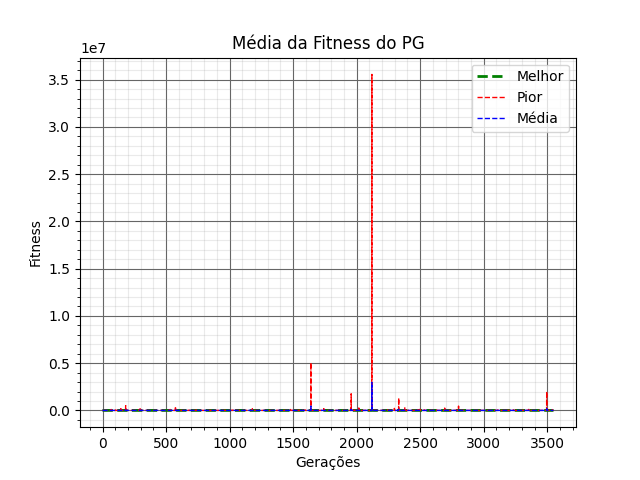 Média da Fitness do PG
1e7
Melhor
Pior
Média
3.5
3.0
2.5
2.0
1.5
1.0
0.5
0.0
Fitness
0 500 1000 1500 2000 2500 3000 3500
Gerações